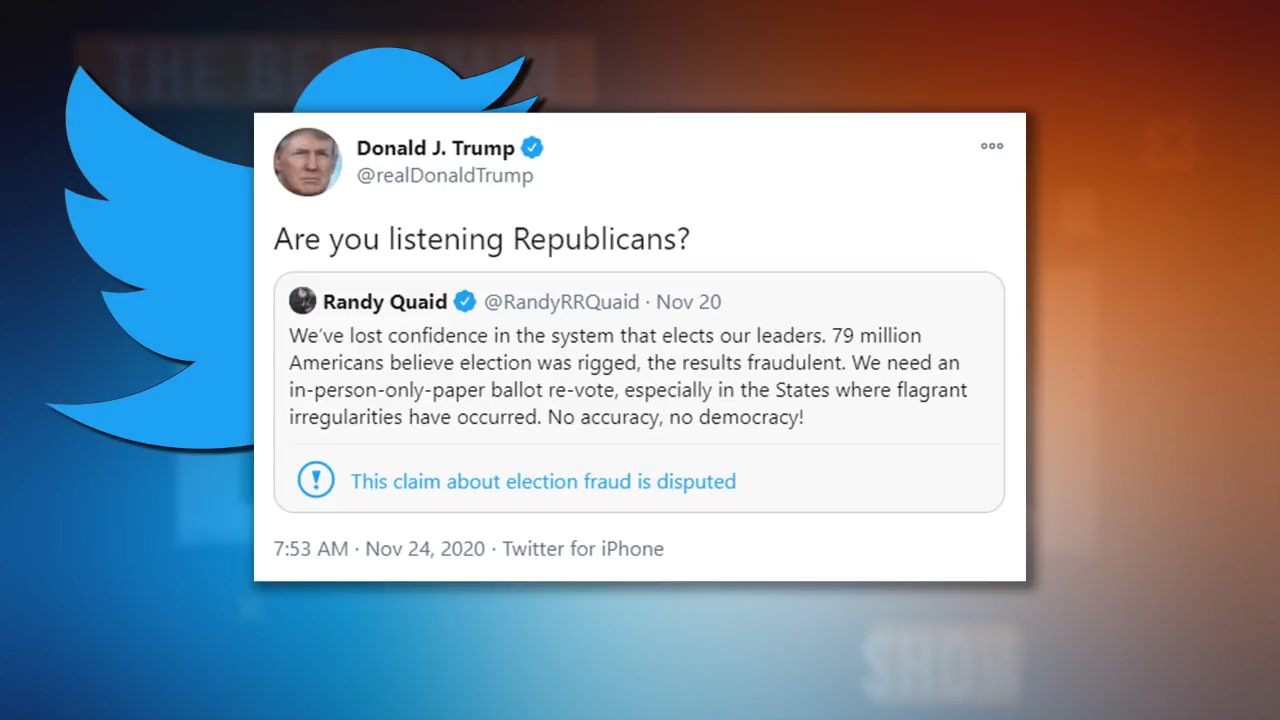 Donald J. Trump
@realDonaldTrump
Are you listening Republicans?
Randy Quaid @RandyRRQuaid · Nov 20
We've lost confidence in the system that elects our leaders. 79 million
Americans believe election was rigged, the results fraudulent. We need an
in-person-only-paper ballot re-vote, especially in the States where flagrant
irregularities have occurred. No accuracy, no democracy!
This claim about election fraud is disputed
7:53 AM · Nov 24, 2020 · Twitter for iPhone
SHOW